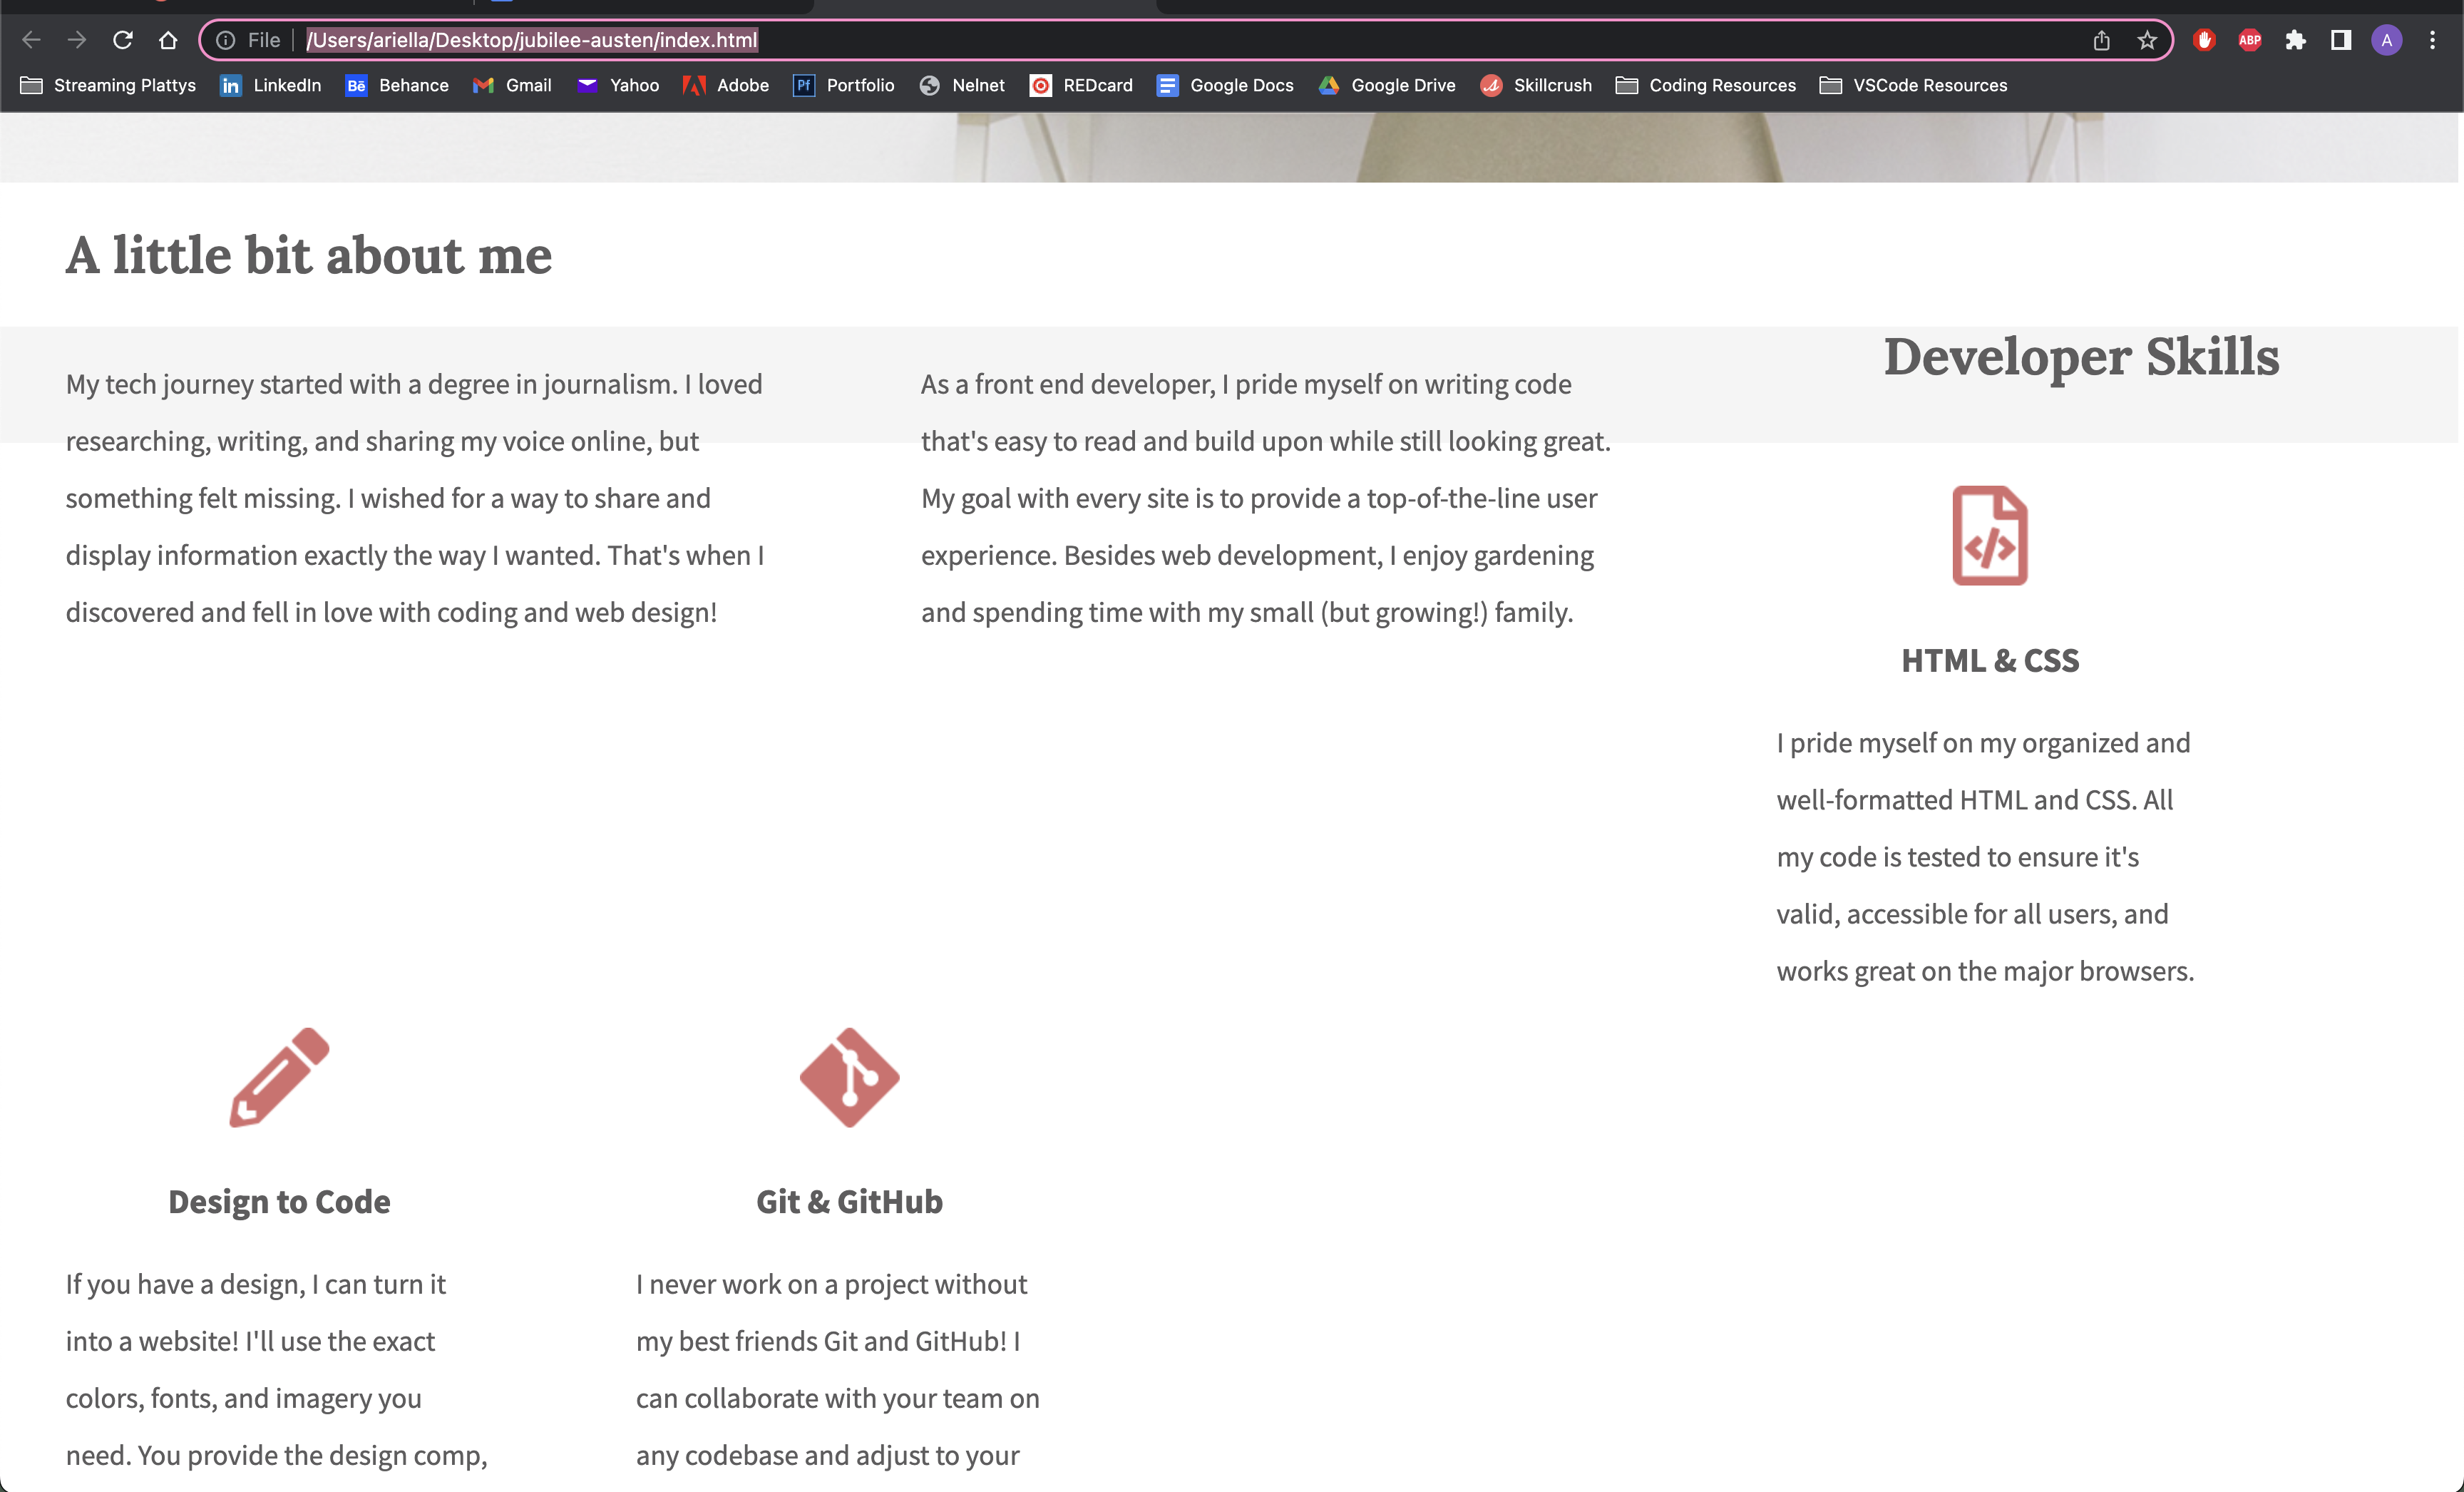 File
/Users/ariella/Desktop/jubilee-austen/index.html
ABP
A
Streaming Plattys
in
LinkedIn
Bē
Behance
Gmail
Yahoo
Adobe
Pf
Portfolio
Nelnet
REDcard
Google Docs
Google Drive
Skillcrush
Coding Resources
VSCode Resources
A little bit about me
My tech journey started with a degree in journalism. I loved
researching, writing, and sharing my voice online, but
something felt missing. I wished for a way to share and
display information exactly the way I wanted. That's when I
discovered and fell in love with coding and web design!
As a front end developer, I pride myself on writing code
that's easy to read and build upon while still looking great.
My goal with every site is to provide a top-of-the-line user
experience. Besides web development, I enjoy gardening
and spending time with my small (but growing!) family.
Developer Skills
HTML & CSS
I pride myself on my organized and
well-formatted HTML and CSS. All
my code is tested to ensure it's
valid, accessible for all users, and
works great on the major browsers.
Design to Code
If you have a design, I can turn it
into a website! I'll use the exact
colors, fonts, and imagery you
need. You provide the design comp,
Git & GitHub
I never work on a project without
my best friends Git and GitHub! I
can collaborate with your team on
any codebase and adjust to your